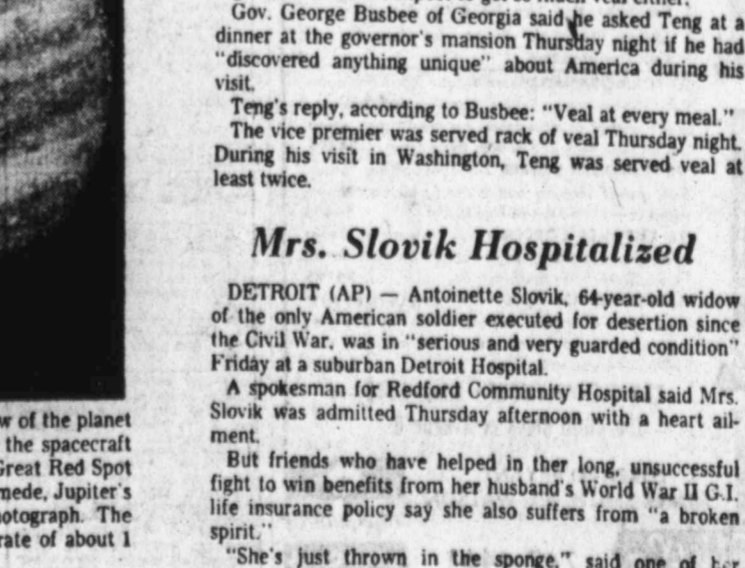 Gov. George Busbee of Georgia said he asked Teng at a
dinner at the governor's mansion Thursday night if he had
"discovered anything unique" about America during his
visit.
Teng's reply, according to Busbee: "Veal at every meal."
The vice premier was served rack of veal Thursday night.
During his visit in Washington, Teng was served veal at
least twice.
Mrs. Slovik Hospitalized
DETROIT (AP) — Antoinette Slovik, 64-year-old widow
of the only American soldier executed for desertion since
the Civil War, was in "serious and very guarded condition"
Friday at a suburban Detroit Hospital.
A spokesman for Redford Community Hospital said Mrs.
Slovik was admitted Thursday afternoon with a heart ail-
ment.
But friends who have helped in ther long, unsuccessful
fight to win benefits from her husband's World War II G.I.
life insurance policy say she also suffers from "a broken
spirit."
"She's just thrown in the sponge," said one of her
w of the planet
the spacecraft
Great Red Spot
mede, Jupiter's
otograph. The
rate of about 1